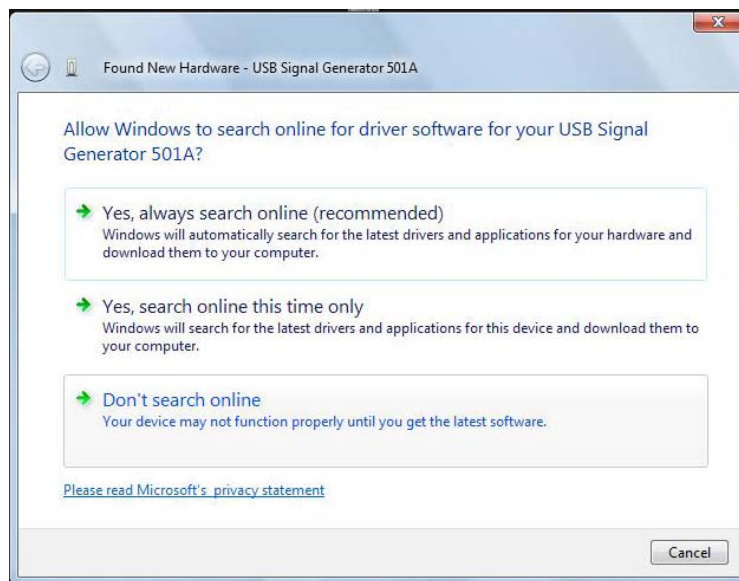 Found New Hardware - USB Signal Generator 501A
Allow Windows to search online for driver software for your USB Signal
Generator 501A?
Yes, always search online (recommended)
Windows will automatically search for the latest drivers and applications for your hardware and
download them to your computer.
Yes, search online this time only
Windows will search for the latest drivers and applications for this device and download them to
your computer.
Don't search online
Your device may not function properly until you get the latest software.
Please read Microsoft's privacy statement
Cancel